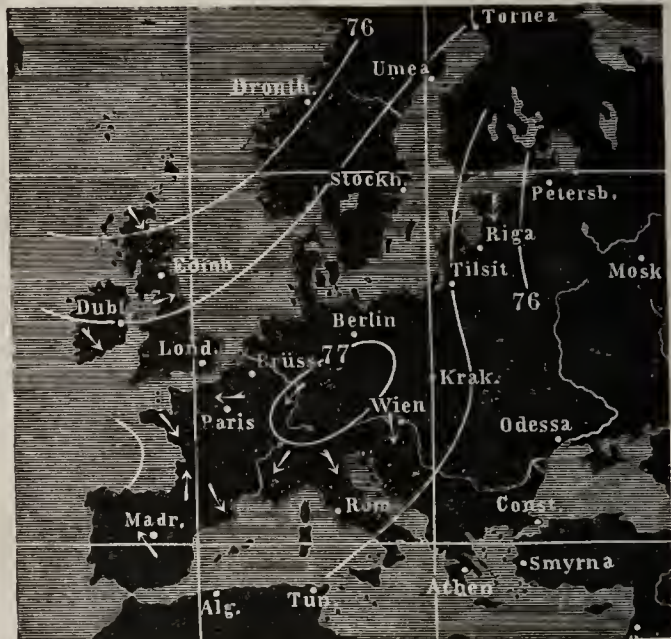 Tornea
76
Umea
Dronth.
Stockh.
Petersb.
Riga
Edinb
Tilsit
Mosk
Dubl
76
Berlin
Lond.
Brüss.
77
Krak.
Paris
Wien
Odessa
Rom
Const.
Madr.
Smyrna
Athen
Alg.
Tun.